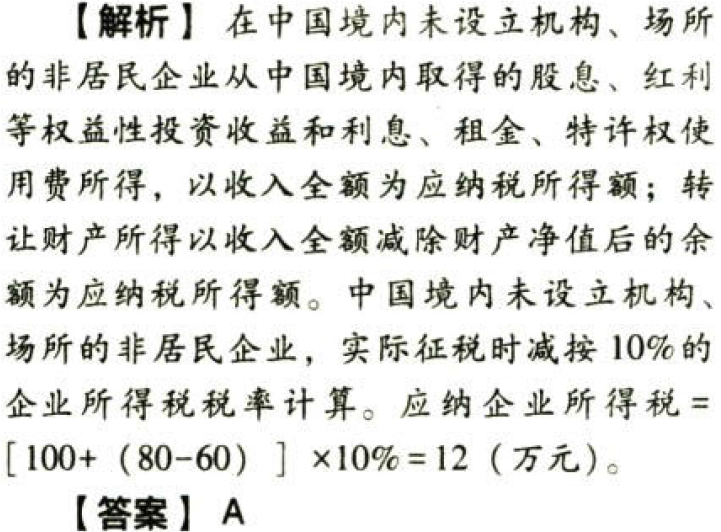 【解析】 在中国境内未设立机构、场所
的非居民企业从中国境内取得的股息、红利
等权益性投资收益和利息、租金、特许权使
用费所得，以收入全额为应纳税所得额；转
让财产所得以收入全额减除财产净值后的余
额为应纳税所得额。中国境内未设立机构、
场所的非居民企业，实际征税时减按10%的
企业所得税税率计算。应纳企业所得税=
[100+（80-60）]×10%=12（万元）。
【答案】 A